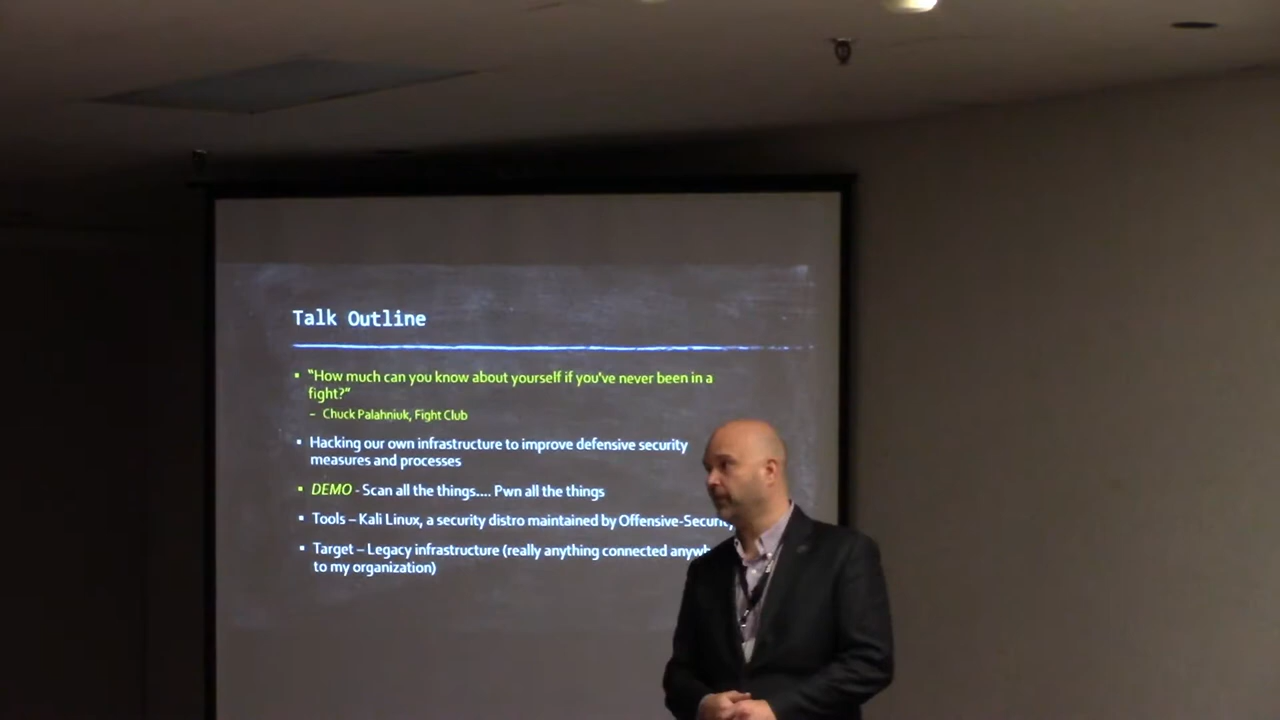 Talk Outline
▪ "How much can you know about yourself if you've never been in a
fight?"
– Chuck Palahniuk, Fight Club
▪ Hacking our own infrastructure to improve defensive security
measures and processes
▪ DEMO - Scan all the things.... Pwn all the things
▪ Tools – Kali Linux, a security distro maintained by Offensive-Security
▪ Target – Legacy infrastructure (really anything connected
to my organization)